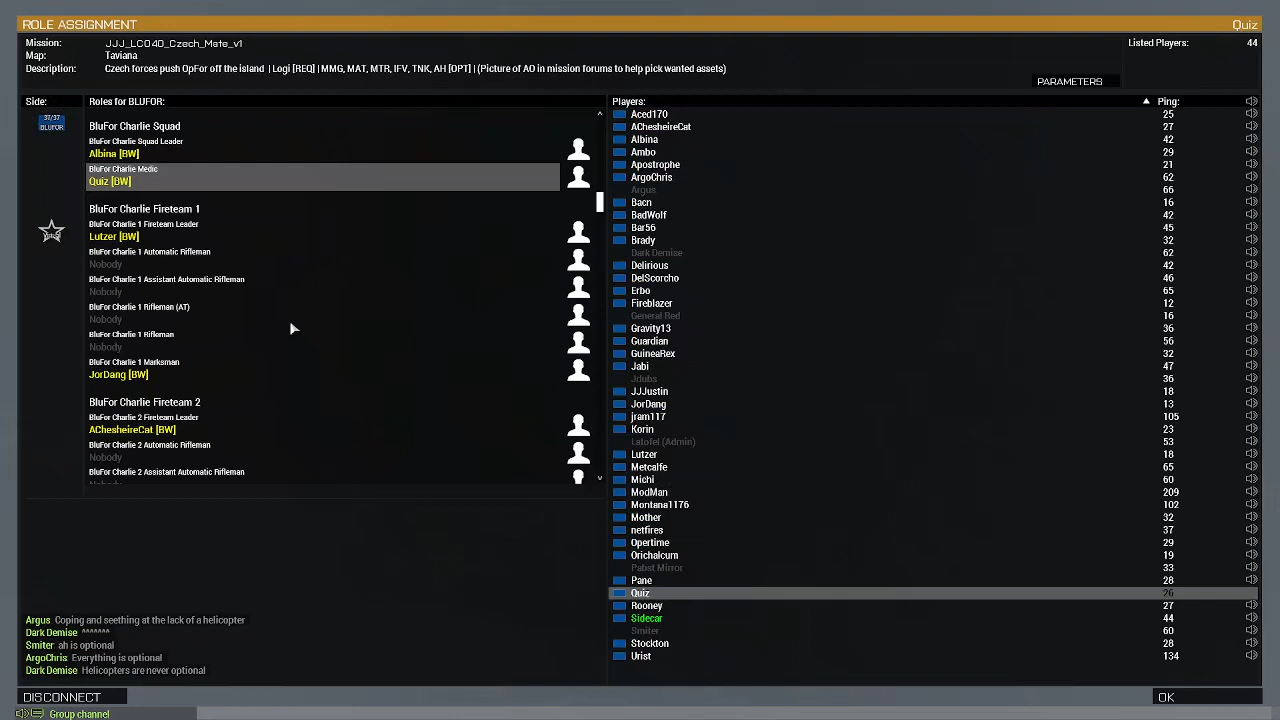 ROLE ASSIGNMENT Quiz
Mission: JJJ_LCO40_Czech_Mate_v1 Listed Players: 44
Map: Taviana
Description: Czech forces push OpFor off the island | Logi [REQ] | MMG, MAT, MTR, IFV, TNK, AH [OPT] | (Picture of AO in mission forums to help pick wanted assets)
PARAMETERS
Side: Roles for BLUFOR:
37/37
BLUFOR
BluFor Charlie Squad
BluFor Charlie Squad Leader
Albina [BW]
BluFor Charlie Medic
Quiz [BW]
BluFor Charlie Fireteam 1
BluFor Charlie 1 Fireteam Leader
Lutzer [BW]
BluFor Charlie 1 Automatic Rifleman
Nobody
BluFor Charlie 1 Assistant Automatic Rifleman
Nobody
BluFor Charlie 1 Rifleman (AT)
Nobody
BluFor Charlie 1 Rifleman
Nobody
BluFor Charlie 1 Marksman
JorDang [BW]
BluFor Charlie Fireteam 2
BluFor Charlie 2 Fireteam Leader
AChesheireCat [BW]
BluFor Charlie 2 Automatic Rifleman
Nobody
BluFor Charlie 2 Assistant Automatic Rifleman
Nobody
Players: Ping:
Aced170 25
AChesheireCat 27
Albina 42
Ambo 29
Apostrophe 21
ArgoChris 62
Argus 66
Bacn 16
BadWolf 42
Bar56 45
Brady 32
Dark Demise 62
Delirious 42
DelScorcho 46
Erbo 65
Fireblazer 12
General Red 16
Gravity13 36
Guardian 56
GuineaRex 32
Jabi 47
Jdubs 36
JJJustin 18
JorDang 13
jram117 105
Korin 23
Latofel (Admin) 53
Lutzer 18
Metcalfe 65
Michi 60
ModMan 209
Montana1176 102
Mother 32
netfires 37
Opertime 29
Orichalcum 19
Pabst Mirror 33
Pane 28
Quiz 26
Rooney 27
Sidecar 44
Smiter 60
Stockton 28
Urist 134
Argus: Coping and seething at the lack of a helicopter
Dark Demise: ^^^^^^^
Smiter: ah is optional
ArgoChris: Everything is optional
Dark Demise: Helicopters are never optional
DISCONNECT OK
Group channel